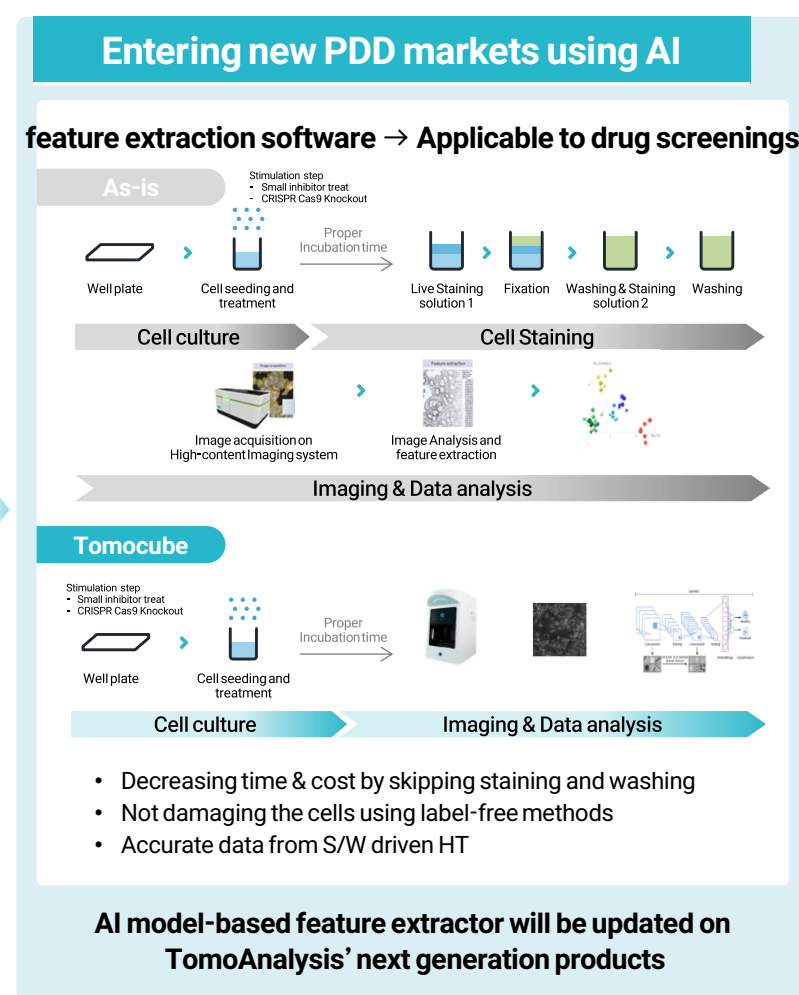 Entering new PDD markets using AI
feature extraction software → Applicable to drug screenings
As-is
Stimulation step
- Small inhibitor treat
- CRISPR Cas9 Knockout
Proper
Incubation time
Well plate
Cell seeding and
treatment
Live Staining
solution 1
Fixation
Washing & Staining
solution 2
Washing
Cell culture
Cell Staining
Image acquisition
Feature extraction
Image acquisition on
High-content Imaging system
Image Analysis and
feature extraction
Imaging & Data analysis
Tomocube
Stimulation step
- Small inhibitor treat
- CRISPR Cas9 Knockout
Proper
Incubation time
Well plate
Cell seeding and
treatment
Cell culture
Imaging & Data analysis
• Decreasing time & cost by skipping staining and washing
• Not damaging the cells using label-free methods
• Accurate data from S/W driven HT
AI model-based feature extractor will be updated on
TomoAnalysis’ next generation products